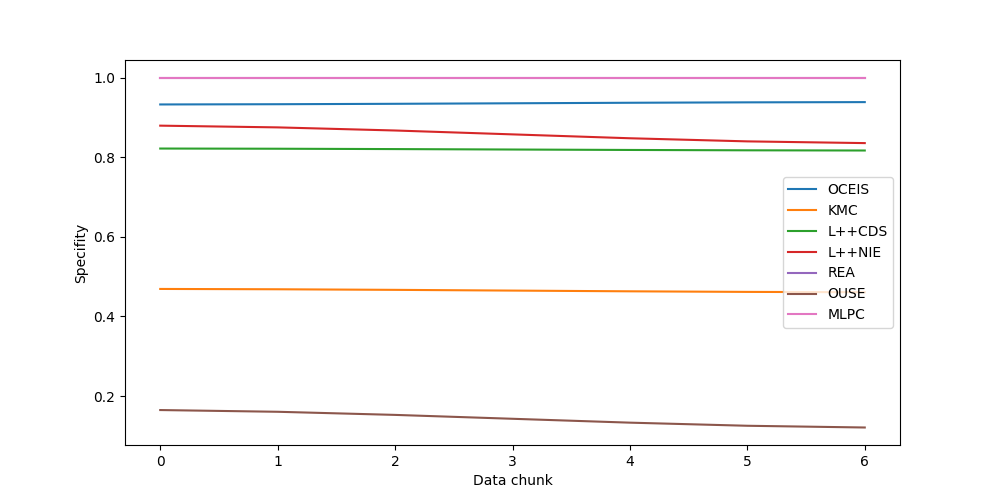 1.0
0.8
0.6
0.4
0.2
Specifity
0 1 2 3 4 5 6
Data chunk
OCEIS
KMC
L++CDS
L++NIE
REA
OUSE
MLPC